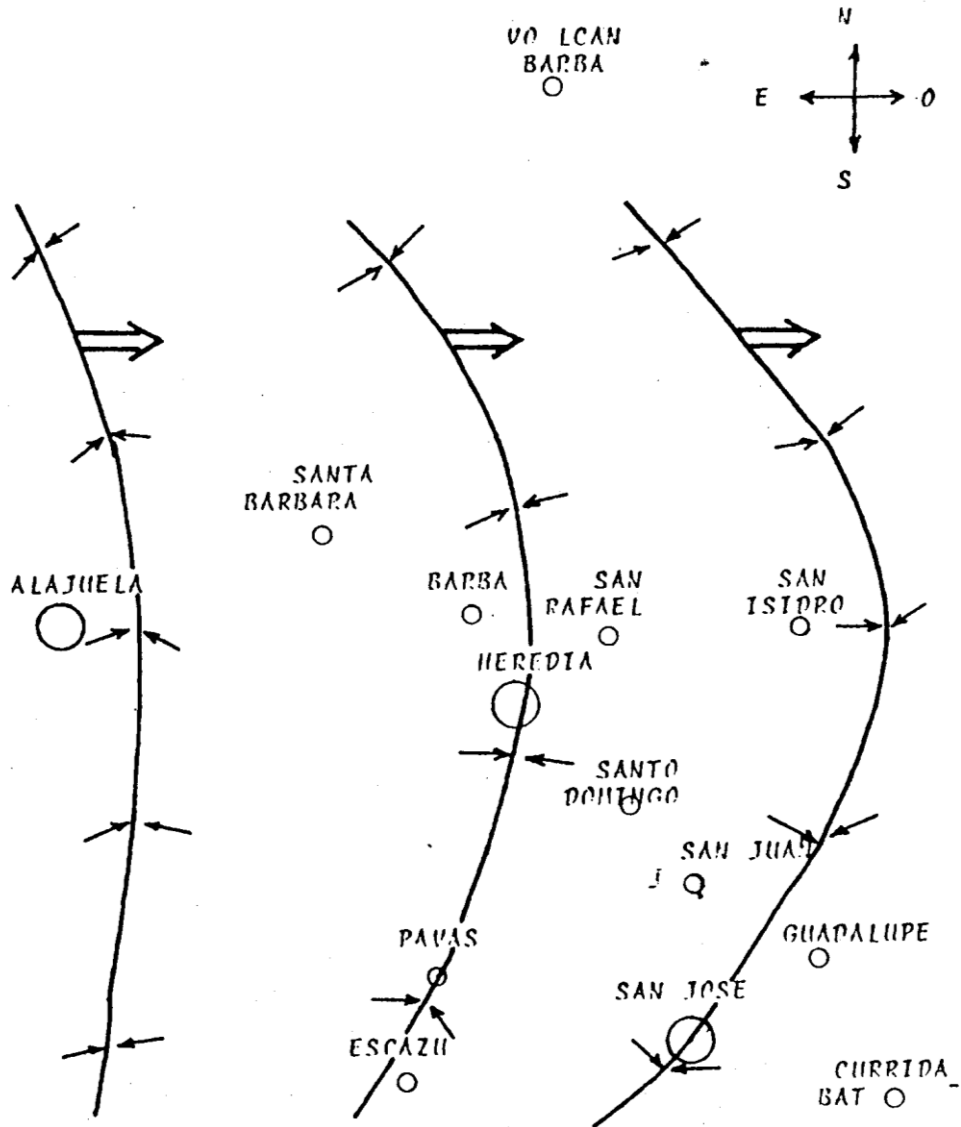 VO LCAN
BARBA
N
E
O
S
SANTA
BARBARA
ALAJUELA
BARBA
SAN
RAFAEL
SAN
ISIDRO
HEREDIA
SANTO
DOMINGO
SAN JUAN
J
PAVAS
GUADALUPE
SAN JOSE
ESCAZU
CURRIDA_
BAT